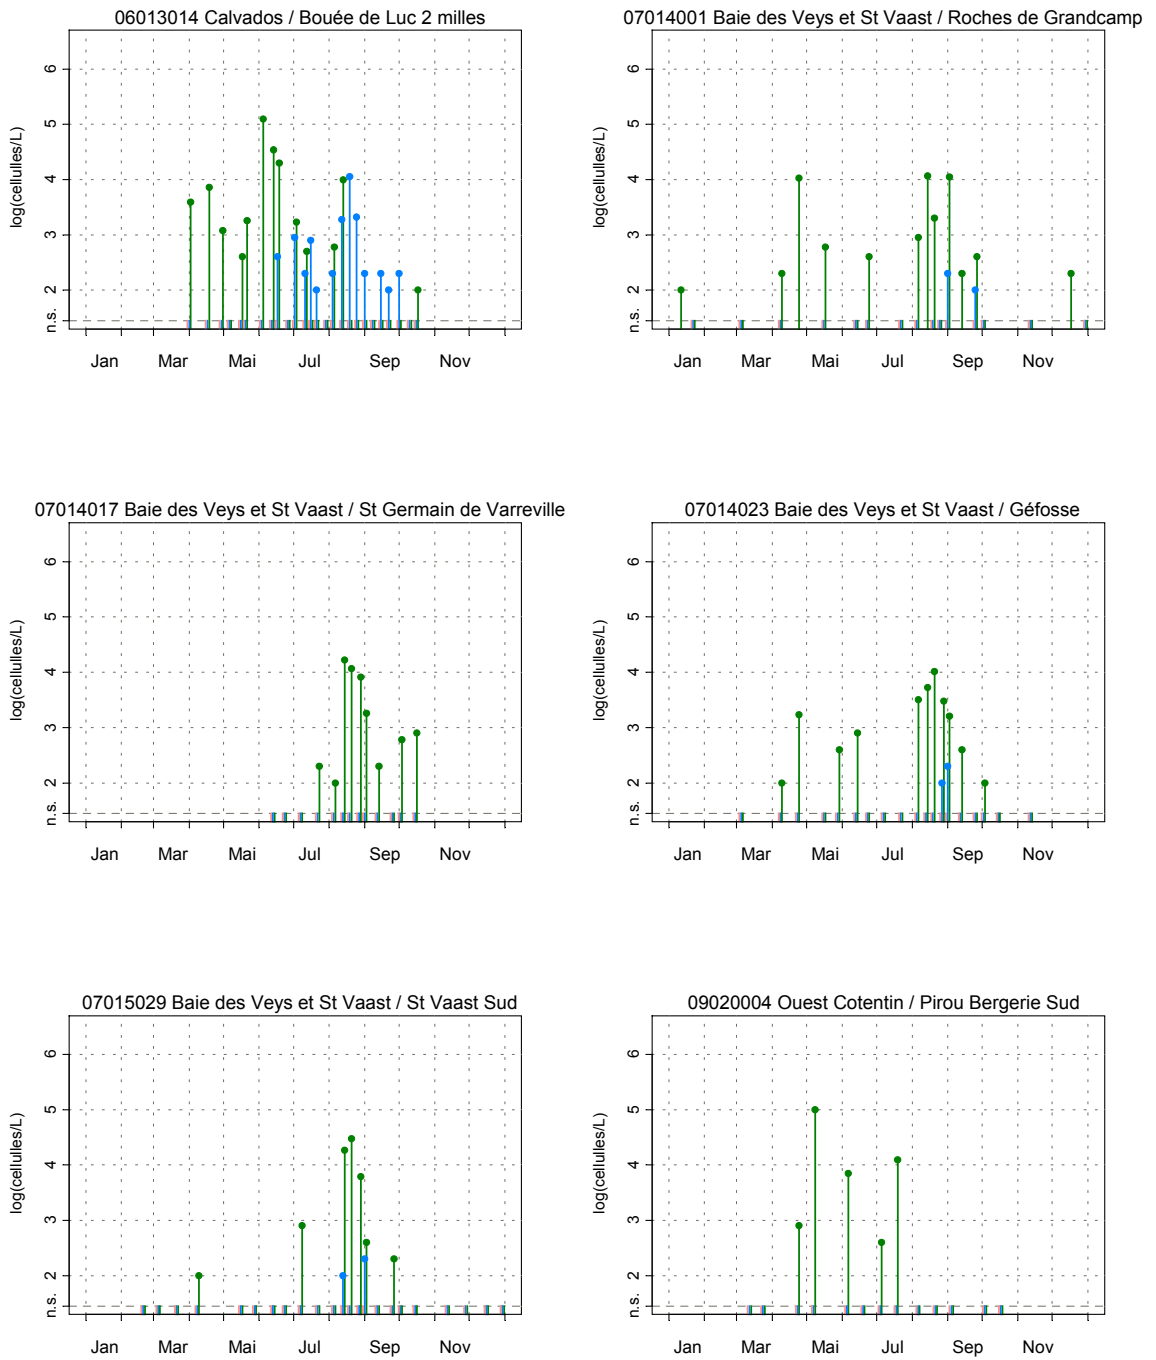 06013014 Calvados / Bouée de Luc 2 milles
log(cellulles/L)
6
5
4
3
2
n.s.
Jan Mar Mai Jul Sep Nov
07014001 Baie des Veys et St Vaast / Roches de Grandcamp
log(cellulles/L)
6
5
4
3
2
n.s.
Jan Mar Mai Jul Sep Nov
07014017 Baie des Veys et St Vaast / St Germain de Varreville
log(cellulles/L)
6
5
4
3
2
n.s.
Jan Mar Mai Jul Sep Nov
07014023 Baie des Veys et St Vaast / Géfosse
log(cellulles/L)
6
5
4
3
2
n.s.
Jan Mar Mai Jul Sep Nov
07015029 Baie des Veys et St Vaast / St Vaast Sud
log(cellulles/L)
6
5
4
3
2
n.s.
Jan Mar Mai Jul Sep Nov
09020004 Ouest Cotentin / Pirou Bergerie Sud
log(cellulles/L)
6
5
4
3
2
n.s.
Jan Mar Mai Jul Sep Nov